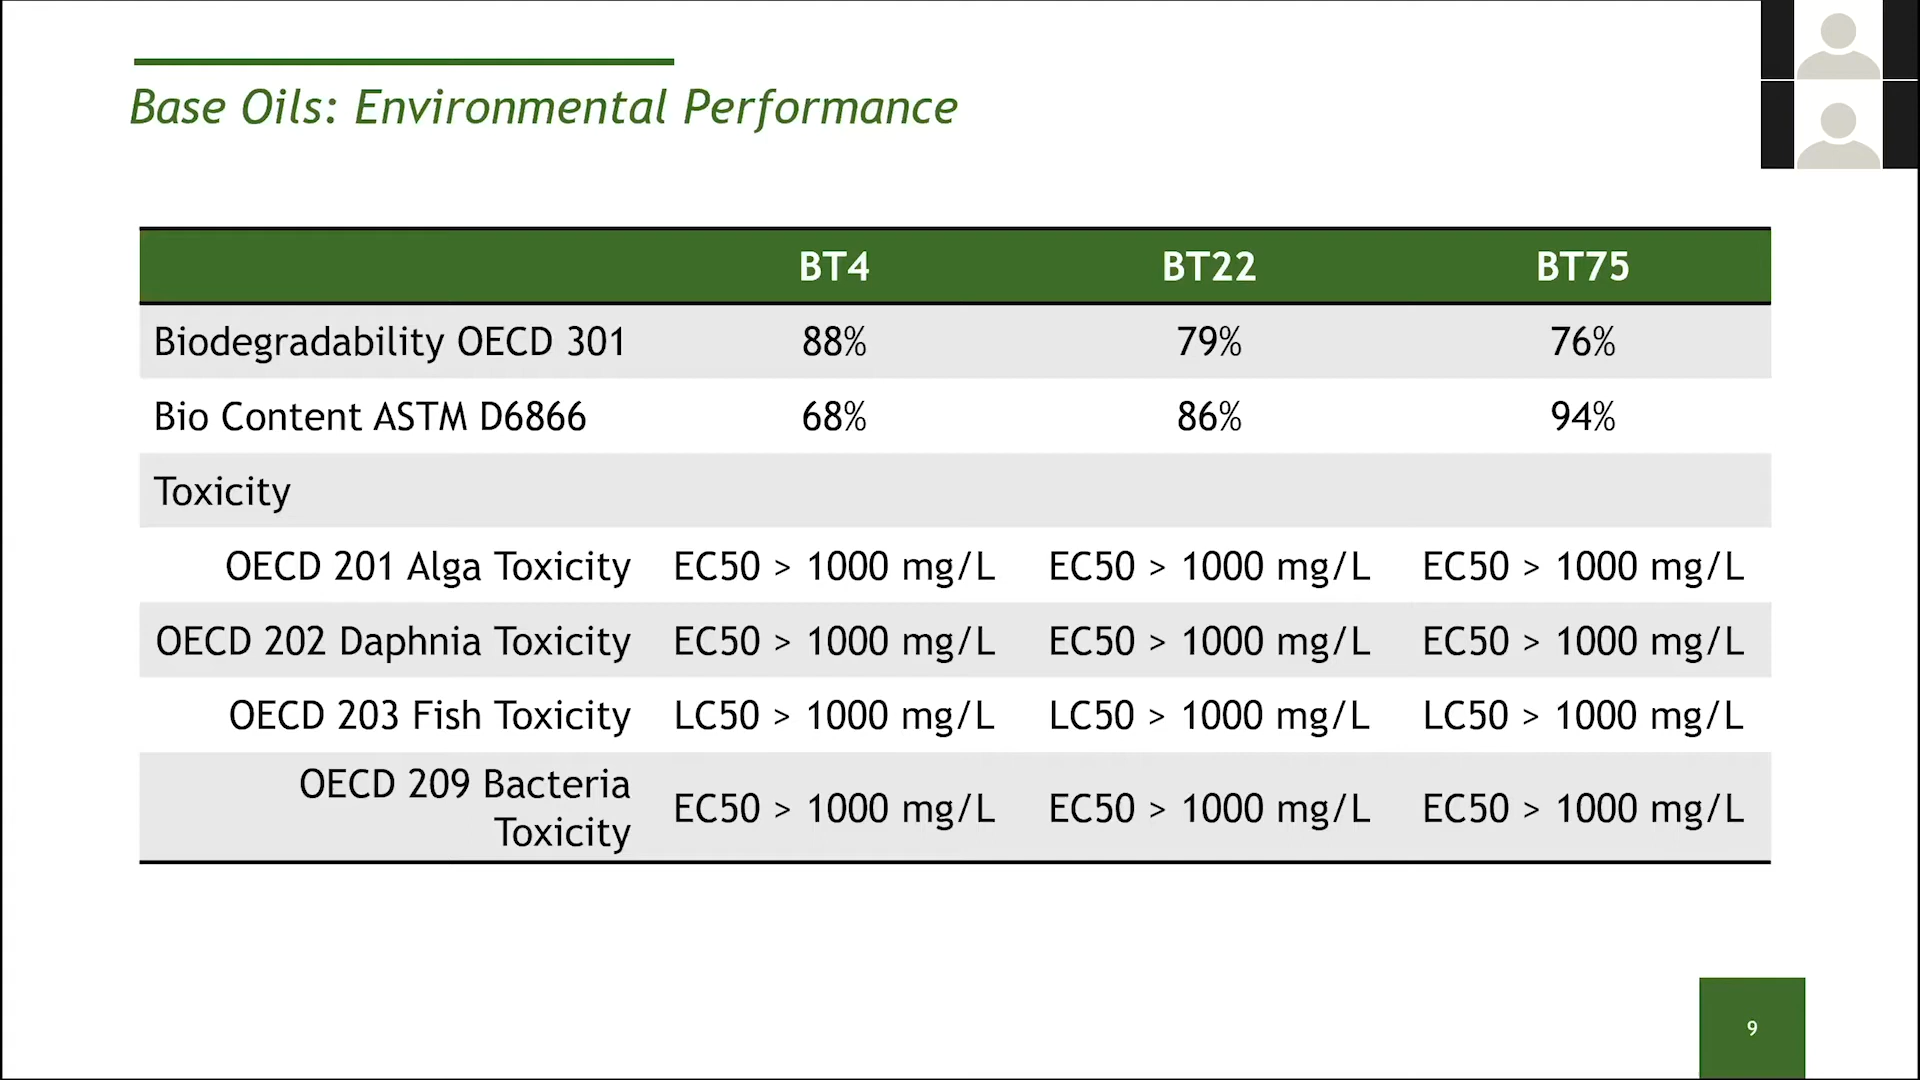 Base Oils: Environmental Performance
BT4 BT22 BT75
Biodegradability OECD 301 88% 79% 76%
Bio Content ASTM D6866 68% 86% 94%
Toxicity
OECD 201 Alga Toxicity EC50 > 1000 mg/L EC50 > 1000 mg/L EC50 > 1000 mg/L
OECD 202 Daphnia Toxicity EC50 > 1000 mg/L EC50 > 1000 mg/L EC50 > 1000 mg/L
OECD 203 Fish Toxicity LC50 > 1000 mg/L LC50 > 1000 mg/L LC50 > 1000 mg/L
OECD 209 Bacteria
Toxicity EC50 > 1000 mg/L EC50 > 1000 mg/L EC50 > 1000 mg/L
9